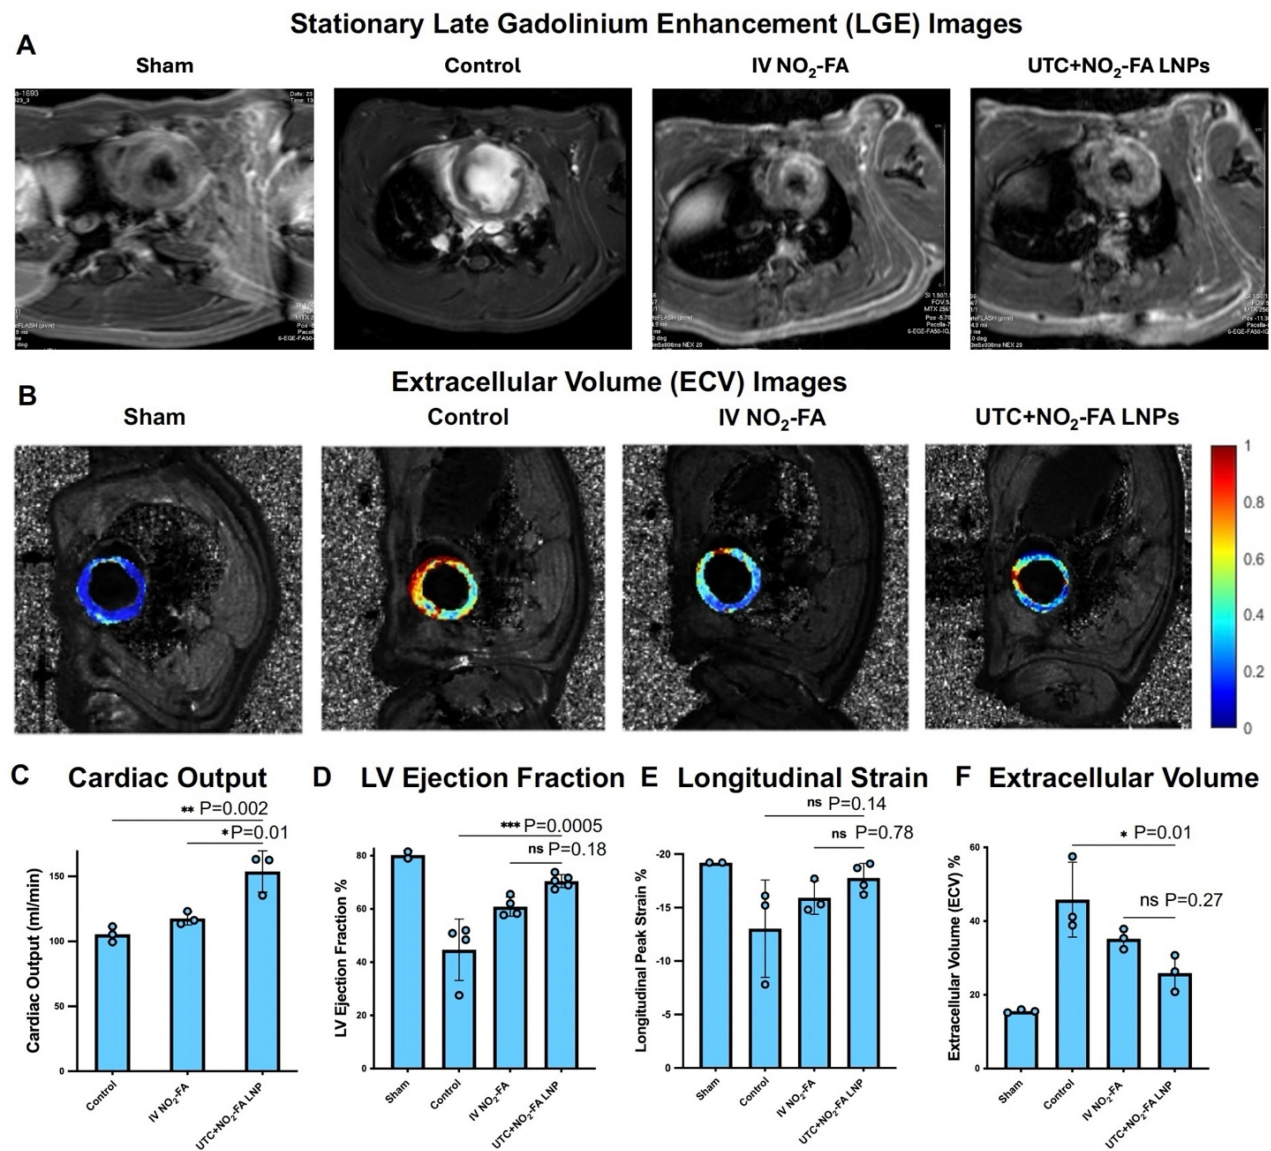 Stationary Late Gadolinium Enhancement (LGE) Images
A
Sham
Control
IV NO₂-FA
UTC+NO₂-FA LNPs
a-1693
Extracellular Volume (ECV) Images
B
Sham
Control
IV NO₂-FA
UTC+NO₂-FA LNPs
1
0.8
0.6
0.4
0.2
0
C Cardiac Output
** P=0.002
* P=0.01
Cardiac Output (ml/min)
150
100
50
0
Control
IV NO₂-FA
UTC+NO₂-FA LNP
D LV Ejection Fraction
*** P=0.0005
ns P=0.18
LV Ejection Fraction %
80
60
40
20
0
Sham
Control
IV NO₂-FA
UTC+NO₂-FA LNP
E Longitudinal Strain
ns P=0.14
ns P=0.78
Longitudinal Peak Strain %
-20
-15
-10
-5
0
Sham
Control
IV NO₂-FA
UTC+NO₂-FA LNP
F Extracellular Volume
* P=0.01
ns P=0.27
Extracellular Volume (ECV) %
60
40
20
0
Sham
Control
IV NO₂-FA
UTC+NO₂-FA LNP